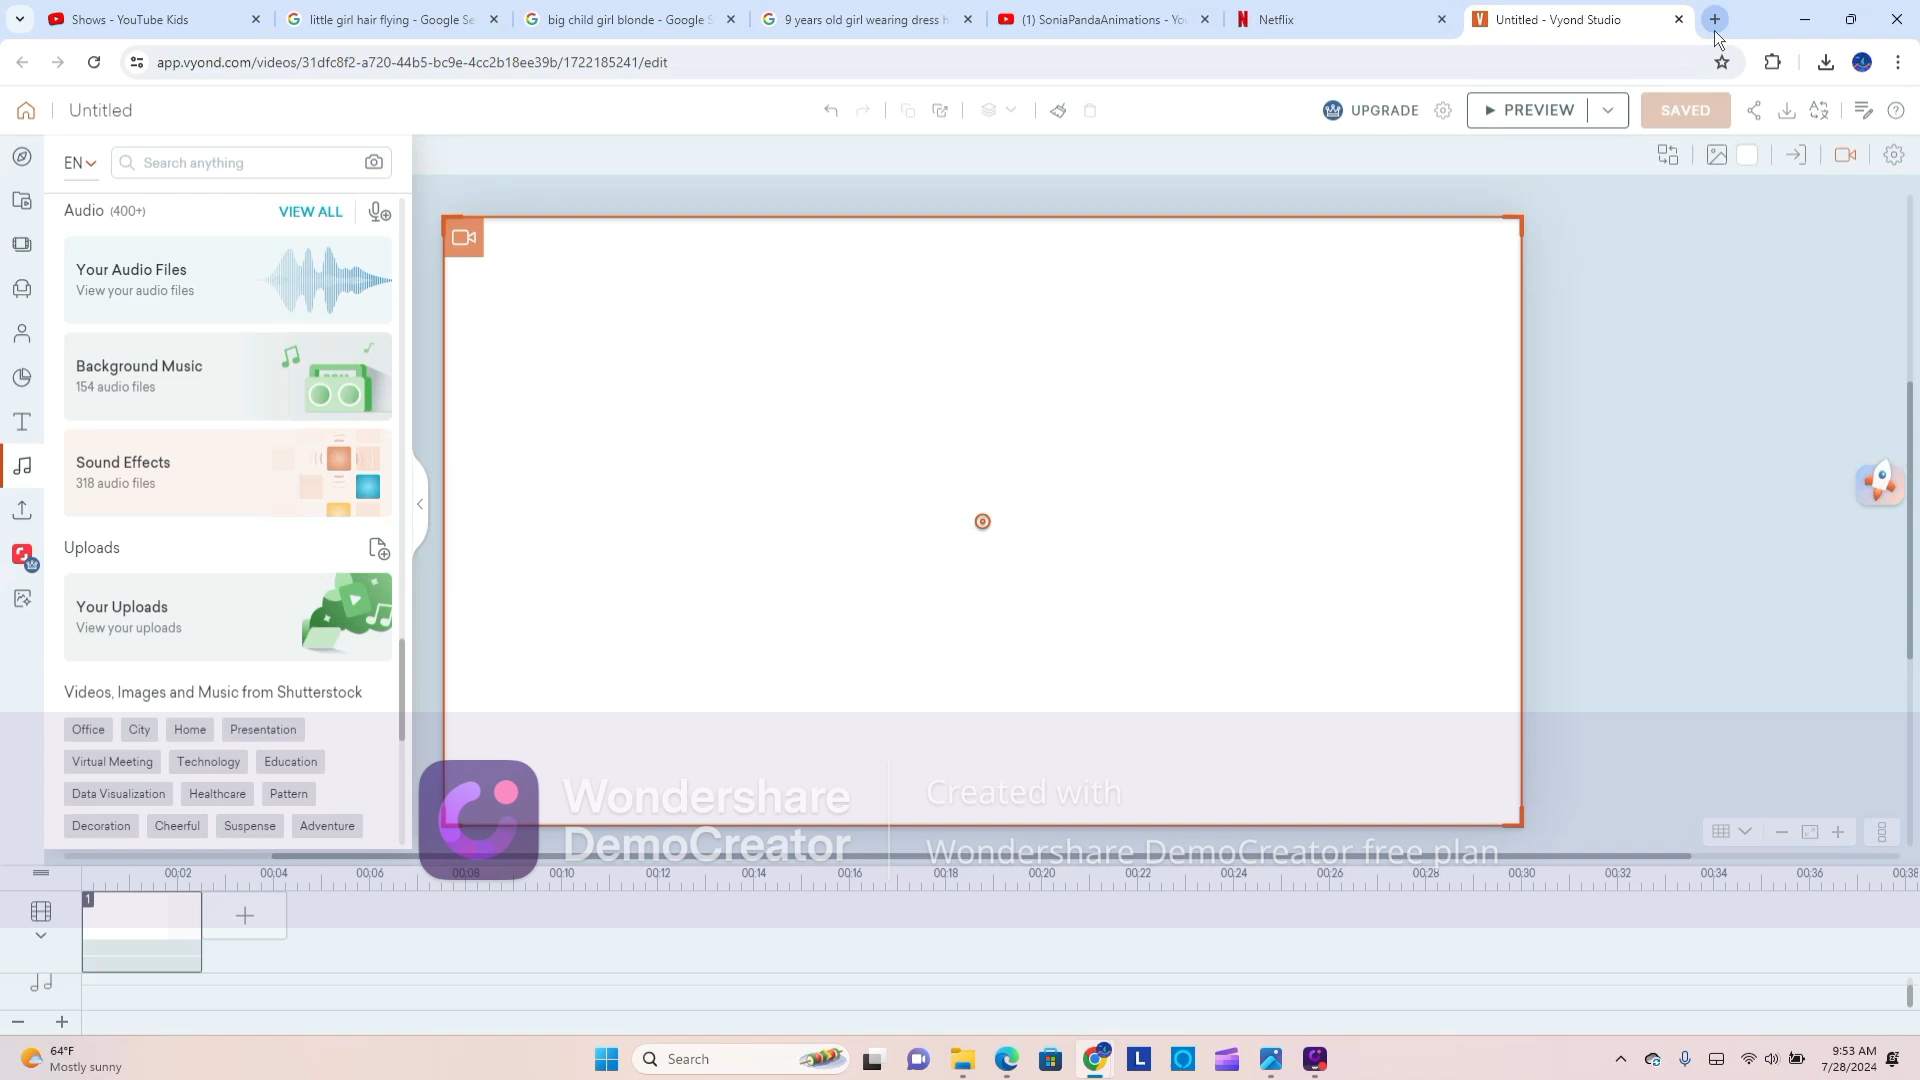 Shows - YouTube Kids
little girl hair flying - Google Se
big child girl blonde - Google S
9 years old girl wearing dress h
(1) SoniaPandaAnimations - You
Netflix
Untitled - Vyond Studio
app.vyond.com/videos/31dfc8f2-a720-44b5-bc9e-4cc2b18ee39b/1722185241/edit
Untitled
UPGRADE
PREVIEW
SAVED
EN
Search anything
Audio (400+)
VIEW ALL
Your Audio Files
View your audio files
Background Music
154 audio files
Sound Effects
318 audio files
Uploads
Your Uploads
View your uploads
Videos, Images and Music from Shutterstock
Office City Home Presentation
Virtual Meeting Technology Education
Data Visualization Healthcare Pattern
Decoration Cheerful Suspense Adventure
Wondershare
DemoCreator
Created with
Wondershare DemoCreator free plan
00:02 00:04 00:06 00:08 00:10 00:12 00:14 00:16 00:18 00:20 00:22 00:24 00:26 00:28 00:30 00:32 00:34 00:36 00:38
1
64°F
Mostly sunny
Search
L
9:53 AM
7/28/2024